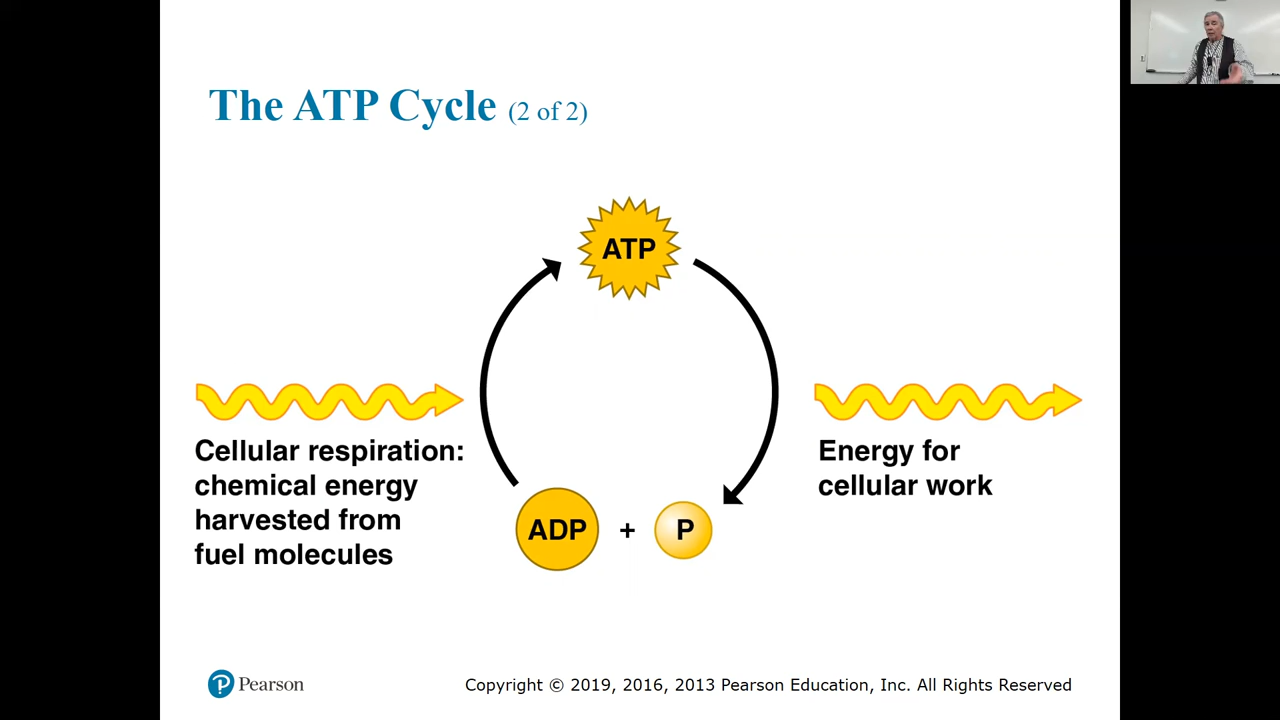 The ATP Cycle (2 of 2)
ATP
Cellular respiration:
chemical energy
harvested from
fuel molecules
Energy for
cellular work
ADP + P
P Pearson
Copyright © 2019, 2016, 2013 Pearson Education, Inc. All Rights Reserved